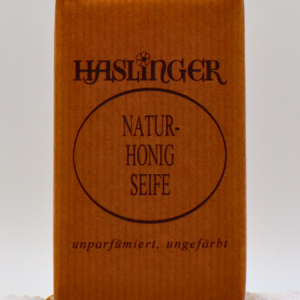 HASLINGER
NATUR-
HONIG
SEIFE
unparfümiert, ungefärbt